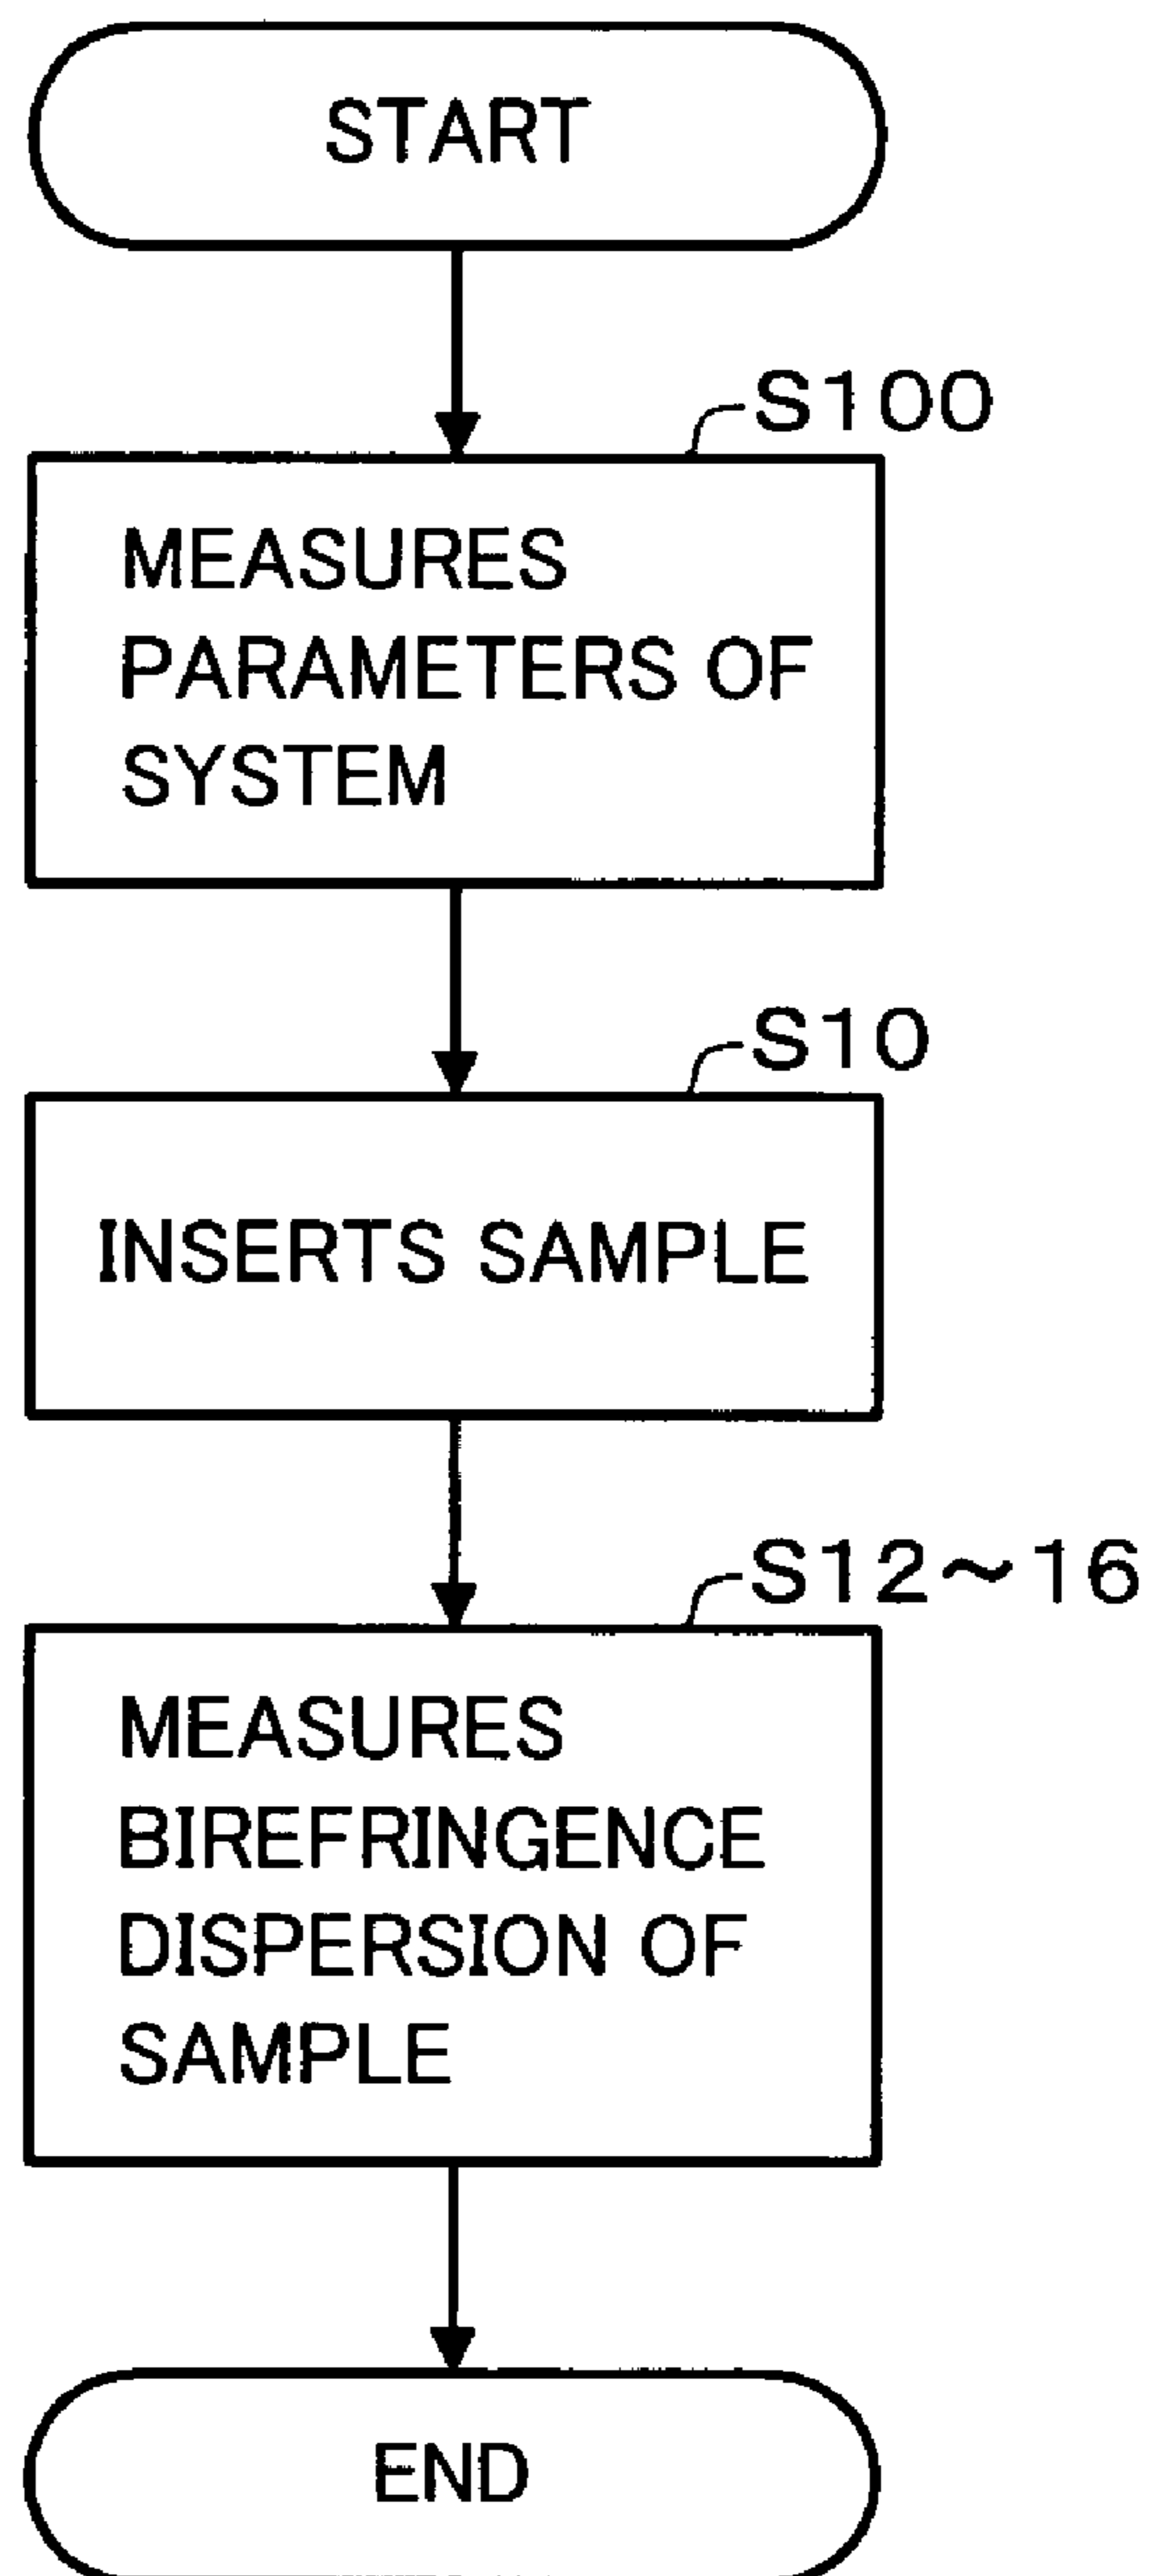 START
S100
MEASURES
PARAMETERS OF
SYSTEM
S10
INSERTS SAMPLE
S12~16
MEASURES
BIREFRINGENCE
DISPERSION OF
SAMPLE
END